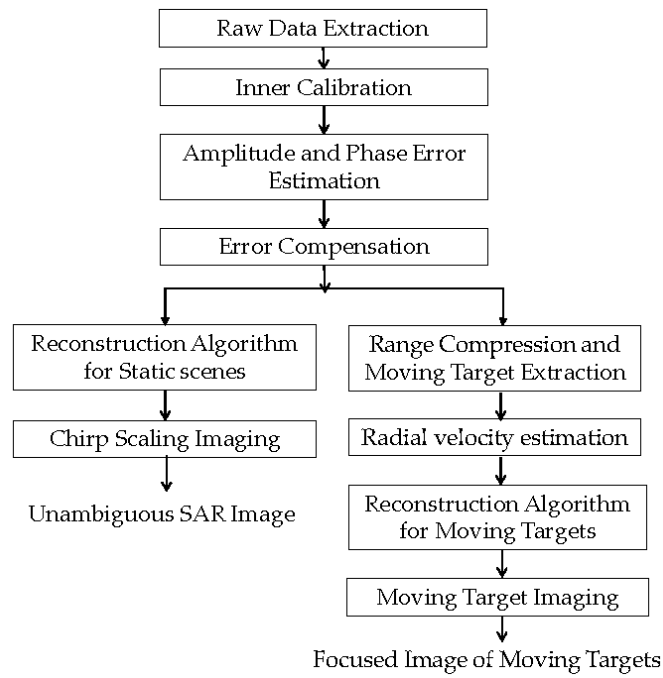 Raw Data Extraction
Inner Calibration
Amplitude and Phase Error
Estimation
Error Compensation
Reconstruction Algorithm
for Static scenes
Chirp Scaling Imaging
Unambiguous SAR Image
Range Compression and
Moving Target Extraction
Radial velocity estimation
Reconstruction Algorithm
for Moving Targets
Moving Target Imaging
Focused Image of Moving Targets